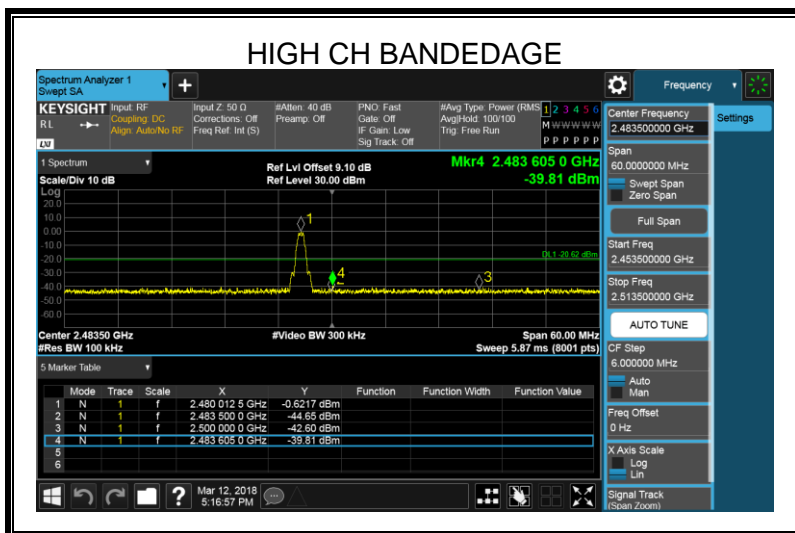 HIGH CH BANDEDAGE
Spectrum Analyzer 1
Swept SA
Frequency
KEYSIGHT
R L
LXI
Input: RF
Coupling: DC
Align: Auto/No RF
Input Z: 50 Ω
Corrections: Off
Freq Ref: Int (S)
#Atten: 40 dB
Preamp: Off
PNO: Fast
Gate: Off
IF Gain: Low
Sig Track: Off
#Avg Type: Power (RMS
Avg|Hold: 100/100
Trig: Free Run
1 2 3 4 5 6
M W W W W W
P P P P P P
1 Spectrum
Scale/Div 10 dB
Ref Lvl Offset 9.10 dB
Ref Level 30.00 dBm
Mkr4 2.483 605 0 GHz
-39.81 dBm
Log
20.0
10.0
0.00
-10.0
-20.0
-30.0
-40.0
-50.0
-60.0
1
4
3
DL1 -20.62 dBm
Center 2.48350 GHz
#Res BW 100 kHz
#Video BW 300 kHz
Span 60.00 MHz
Sweep 5.87 ms (8001 pts)
5 Marker Table
Mode Trace Scale X Y Function Function Width Function Value
1 N 1 f 2.480 012 5 GHz -0.6217 dBm
2 N 1 f 2.483 500 0 GHz -44.65 dBm
3 N 1 f 2.500 000 0 GHz -42.60 dBm
4 N 1 f 2.483 605 0 GHz -39.81 dBm
5
6
Mar 12, 2018
5:16:57 PM
Center Frequency
2.483500000 GHz
Settings
Span
60.0000000 MHz
Swept Span
Zero Span
Full Span
Start Freq
2.453500000 GHz
Stop Freq
2.513500000 GHz
AUTO TUNE
CF Step
6.000000 MHz
Auto
Man
Freq Offset
0 Hz
X Axis Scale
Log
Lin
Signal Track
(Span Zoom)